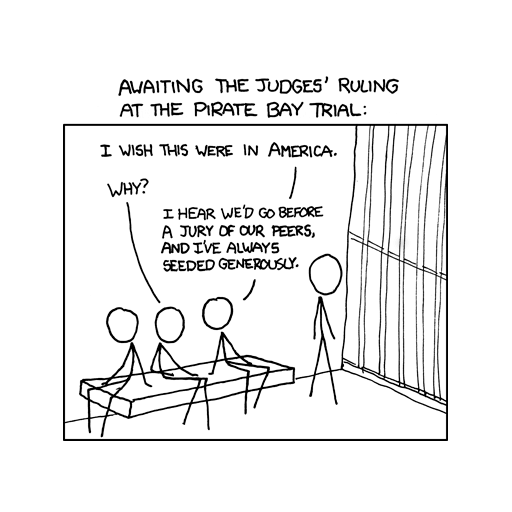 AWAITING THE JUDGES' RULING
AT THE PIRATE BAY TRIAL:
I WISH THIS WERE IN AMERICA.
WHY?
I HEAR WE'D GO BEFORE
A JURY OF OUR PEERS,
AND I'VE ALWAYS
SEEDED GENEROUSLY.